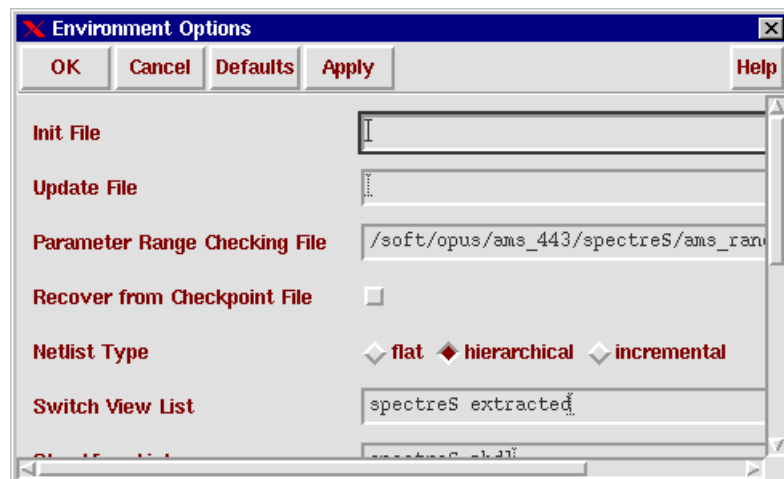 Environment Options
OK Cancel Defaults Apply Help
Init File
Update File
Parameter Range Checking File /soft/opus/ams_443/spectreS/ams_ran
Recover from Checkpoint File
Netlist Type flat hierarchical incremental
Switch View List spectreS extracted